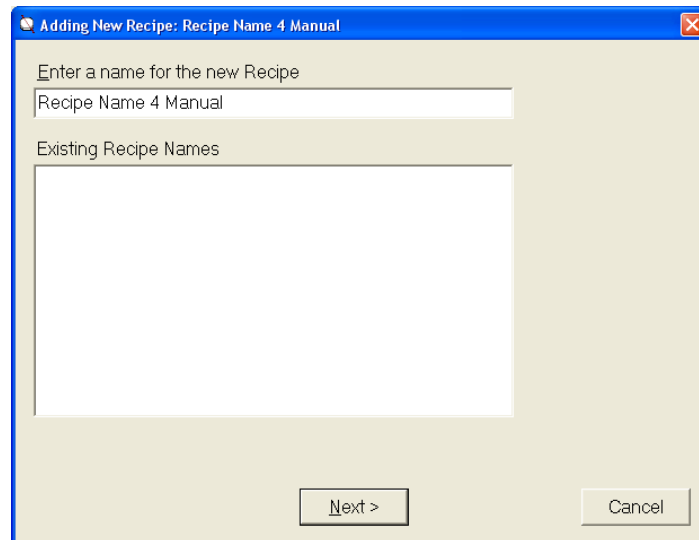 Adding New Recipe: Recipe Name 4 Manual
Enter a name for the new Recipe
Recipe Name 4 Manual
Existing Recipe Names
Next >
Cancel